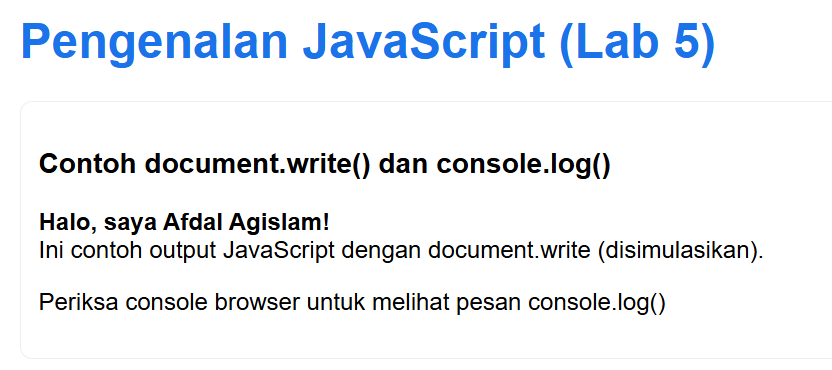 Pengenalan JavaScript (Lab 5)
Contoh document.write() dan console.log()
Halo, saya Afdal Agislam!
Ini contoh output JavaScript dengan document.write (disimulasikan).
Periksa console browser untuk melihat pesan console.log()